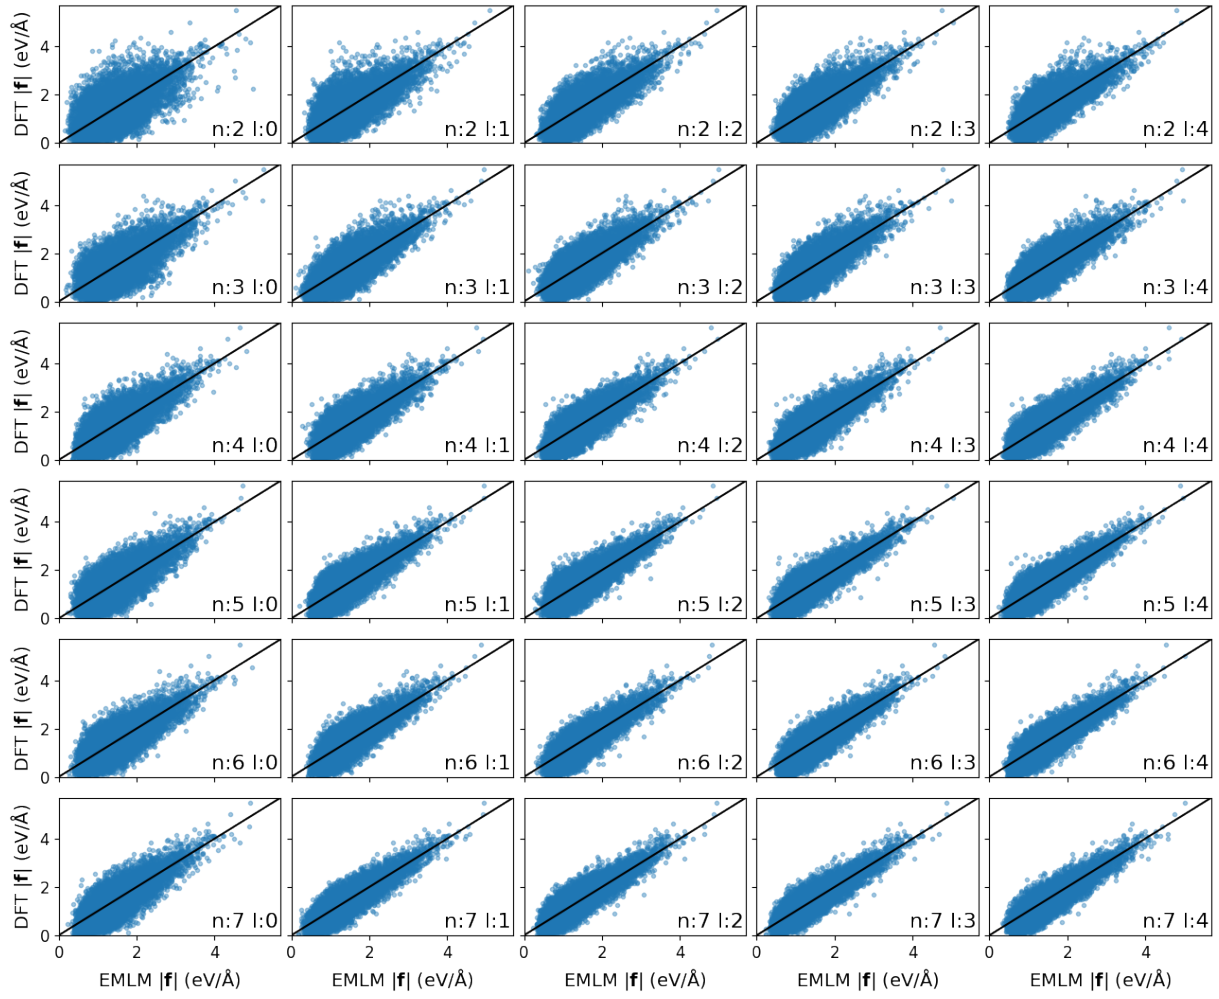 DFT |f| (eV/Å)
4
2
0
n:2 l:0
n:2 l:1
n:2 l:2
n:2 l:3
n:2 l:4
DFT |f| (eV/Å)
4
2
0
n:3 l:0
n:3 l:1
n:3 l:2
n:3 l:3
n:3 l:4
DFT |f| (eV/Å)
4
2
0
n:4 l:0
n:4 l:1
n:4 l:2
n:4 l:3
n:4 l:4
DFT |f| (eV/Å)
4
2
0
n:5 l:0
n:5 l:1
n:5 l:2
n:5 l:3
n:5 l:4
DFT |f| (eV/Å)
4
2
0
n:6 l:0
n:6 l:1
n:6 l:2
n:6 l:3
n:6 l:4
DFT |f| (eV/Å)
4
2
0
n:7 l:0
n:7 l:1
n:7 l:2
n:7 l:3
n:7 l:4
0 2 4
0 2 4
0 2 4
0 2 4
0 2 4
EMLM |f| (eV/Å)
EMLM |f| (eV/Å)
EMLM |f| (eV/Å)
EMLM |f| (eV/Å)
EMLM |f| (eV/Å)